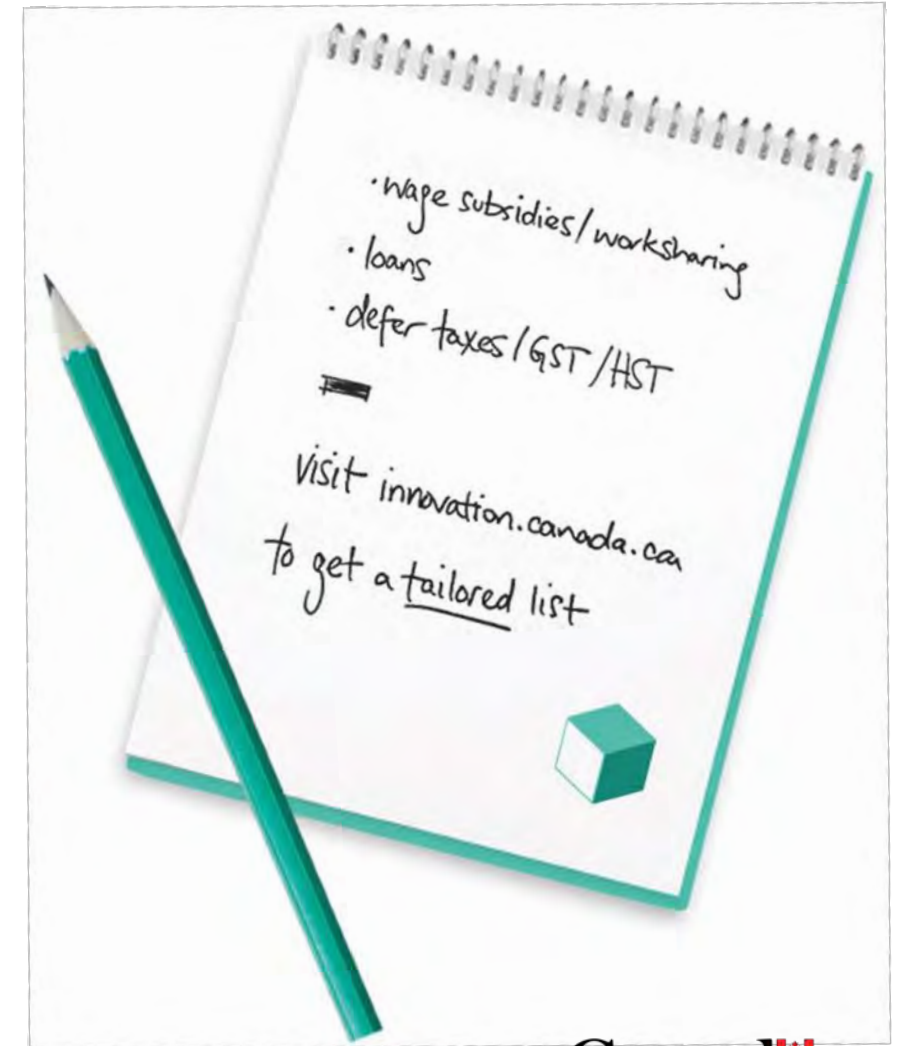 ·wage subsidies/worksharing
·loans
·defer taxes/GST/HST
visit innovation.canada.ca
to get a tailored list